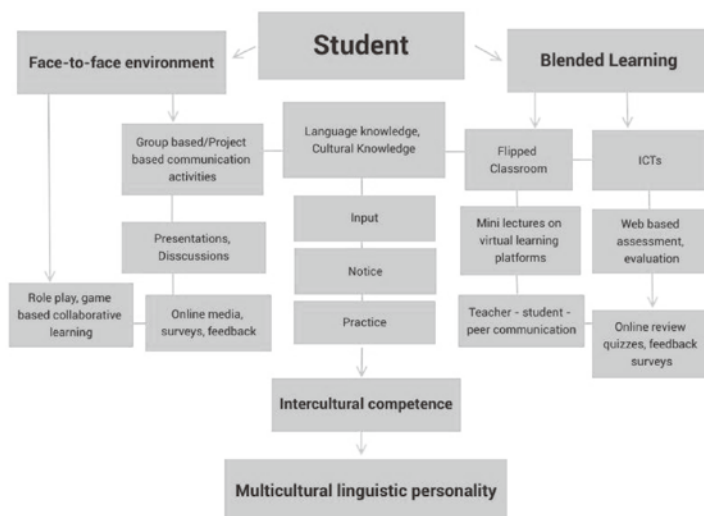 Student
Face-to-face environment
Blended Learning
Group based/Project
based communication
activities
Language knowledge,
Cultural Knowledge
Flipped
Classroom
ICTs
Input
Mini lectures on
virtual learning
platforms
Web based
assessment,
evaluation
Presentations,
Disscussions
Notice
Role play, game
based collaborative
learning
Online media,
surveys, feedback
Practice
Teacher - student -
peer communication
Online review
quizzes, feedback
surveys
Intercultural competence
Multicultural linguistic personality